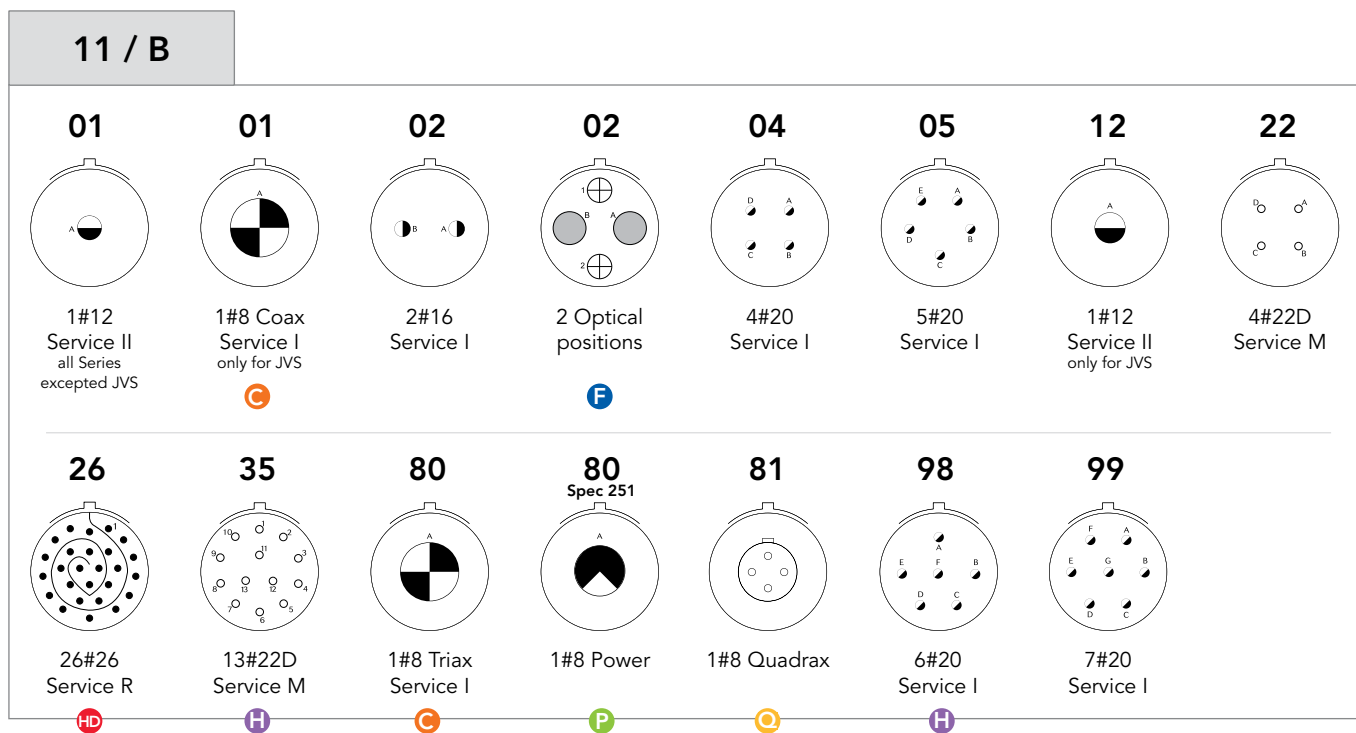 11 / B
01 01 02 02 04 05 12 22
A
A
B A
1
B A
2
D A
C B
E A
D B
C
A
D A
C B
1#12 1#8 Coax 2#16 2 Optical 4#20 5#20 1#12 4#22D
Service II Service I Service I positions Service I Service I Service II Service M
all Series only for JVS only for JVS
excepted JVS
C F
26 35 80 80 81 98 99
Spec 251
1
10 1 2
9 11 3
8 13 12 4
7 6 5
A
A
A
E F B
D C
F A
E G B
D C
26#26 13#22D 1#8 Triax 1#8 Power 1#8 Quadrax 6#20 7#20
Service R Service M Service I Service I Service I
HD H C P Q H